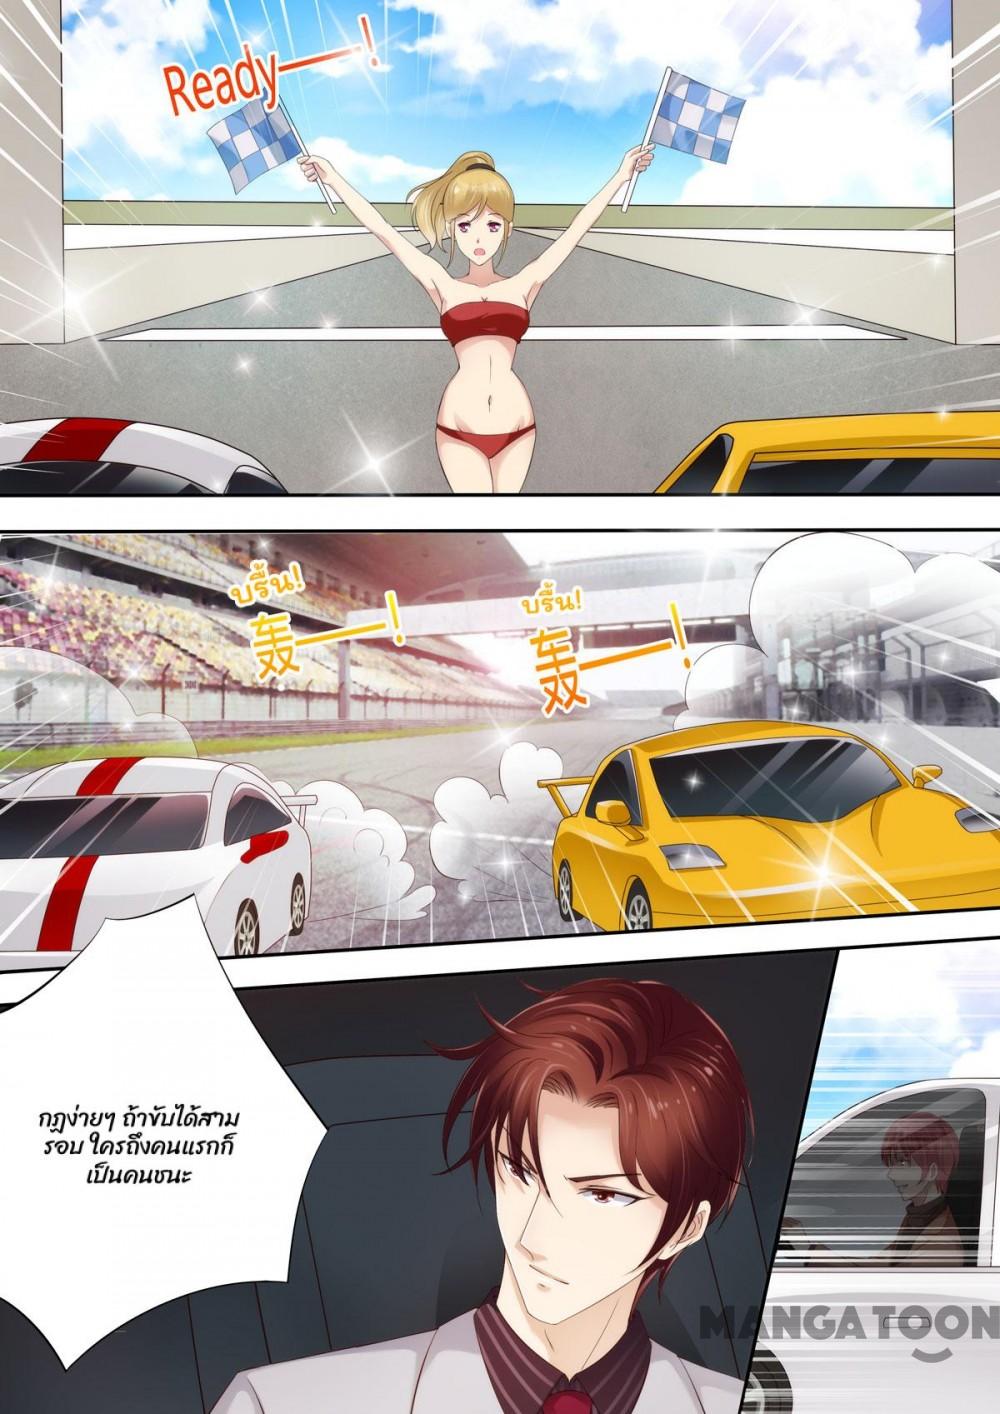 Ready——!
บรื้น!
轰——!
บรื้น!
轰——!
กฎง่ายๆ ถ้าขับได้สาม
รอบ ใครถึงคนแรกก็
เป็นคนชนะ
MANGATOON